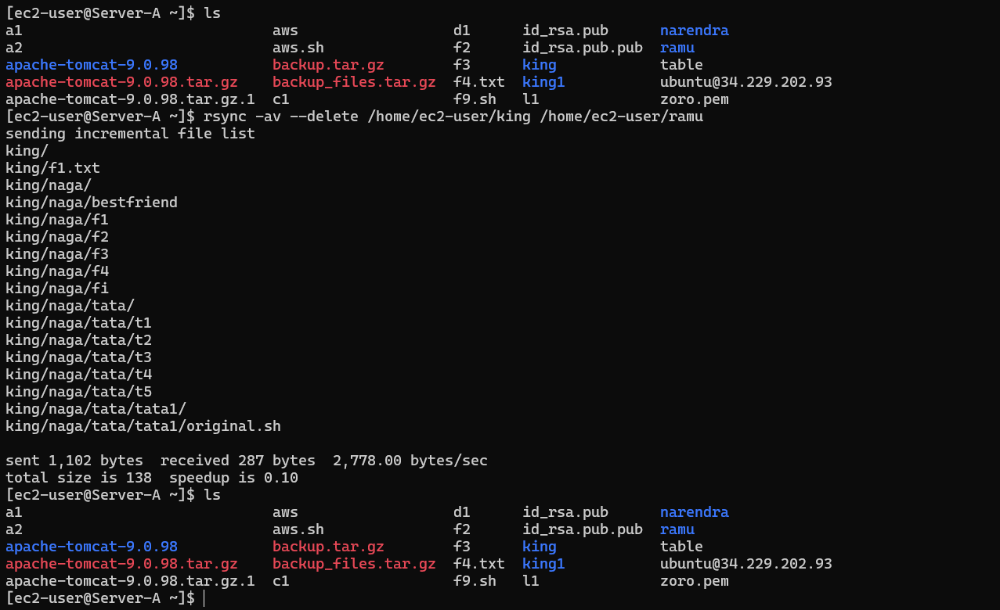 [ec2-user@Server-A ~]$ ls
a1                             aws                  d1      id_rsa.pub      narendra
a2                             aws.sh               f2      id_rsa.pub.pub  ramu
apache-tomcat-9.0.98           backup.tar.gz        f3      king            table
apache-tomcat-9.0.98.tar.gz    backup_files.tar.gz  f4.txt  king1           ubuntu@34.229.202.93
apache-tomcat-9.0.98.tar.gz.1  c1                   f9.sh   l1              zoro.pem
[ec2-user@Server-A ~]$ rsync -av --delete /home/ec2-user/king /home/ec2-user/ramu
sending incremental file list
king/
king/f1.txt
king/naga/
king/naga/bestfriend
king/naga/f1
king/naga/f2
king/naga/f3
king/naga/f4
king/naga/fi
king/naga/tata/
king/naga/tata/t1
king/naga/tata/t2
king/naga/tata/t3
king/naga/tata/t4
king/naga/tata/t5
king/naga/tata/tata1/
king/naga/tata/tata1/original.sh

sent 1,102 bytes  received 287 bytes  2,778.00 bytes/sec
total size is 138  speedup is 0.10
[ec2-user@Server-A ~]$ ls
a1                             aws                  d1      id_rsa.pub      narendra
a2                             aws.sh               f2      id_rsa.pub.pub  ramu
apache-tomcat-9.0.98           backup.tar.gz        f3      king            table
apache-tomcat-9.0.98.tar.gz    backup_files.tar.gz  f4.txt  king1           ubuntu@34.229.202.93
apache-tomcat-9.0.98.tar.gz.1  c1                   f9.sh   l1              zoro.pem
[ec2-user@Server-A ~]$